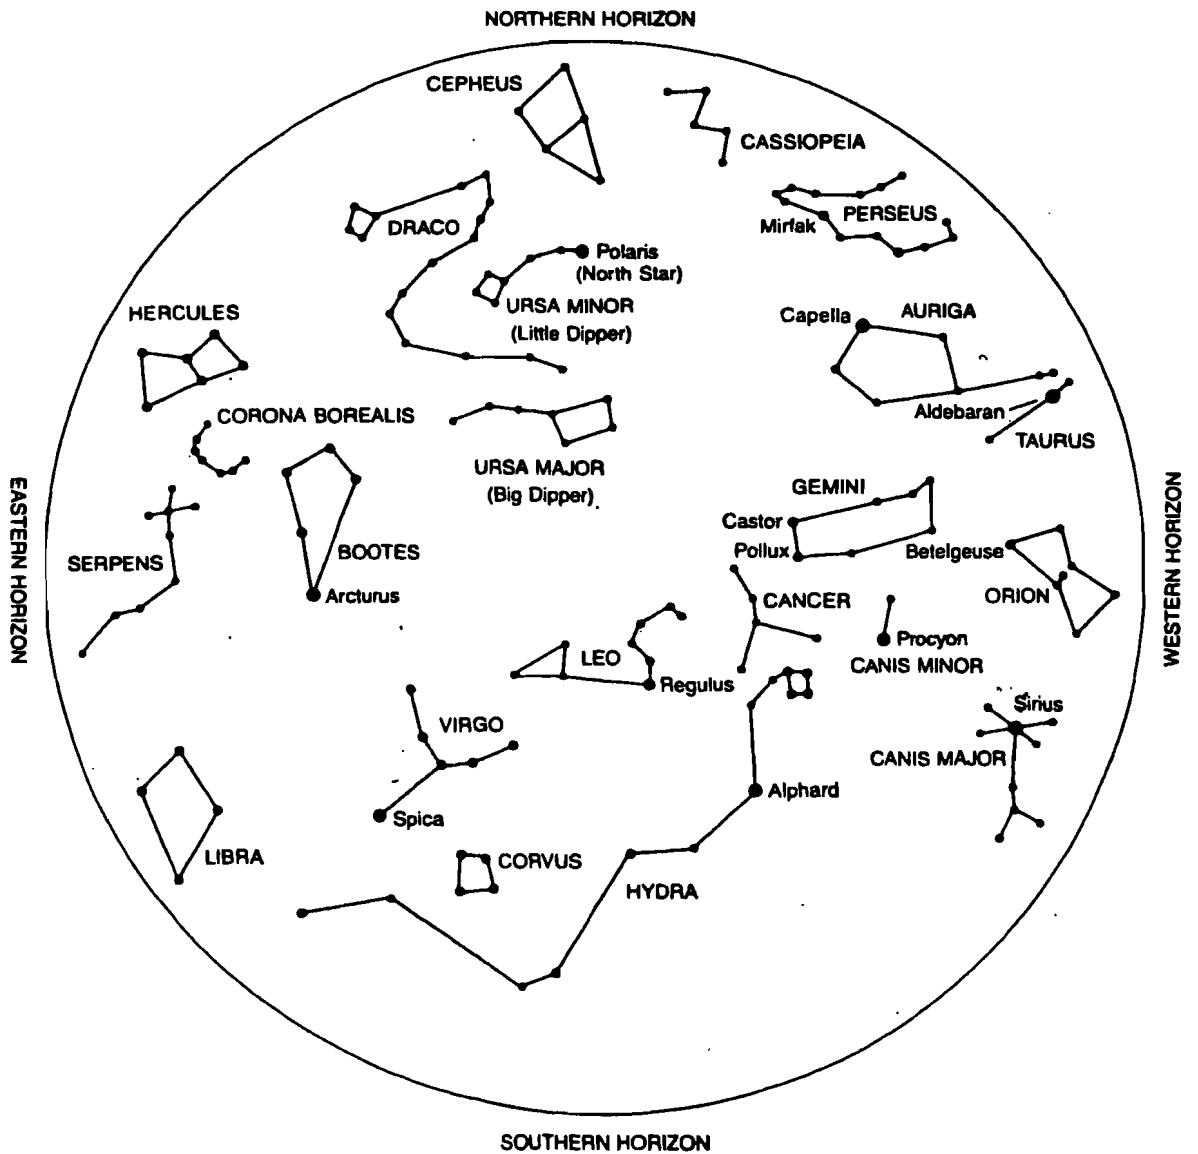 NORTHERN HORIZON
CEPHEUS
CASSIOPEIA
DRACO
PERSEUS
Mirfak
Polaris
(North Star)
URSA MINOR
(Little Dipper)
HERCULES
Capella
AURIGA
Aldebaran
TAURUS
CORONA BOREALIS
URSA MAJOR
(Big Dipper)
GEMINI
Castor
Pollux
Betelgeuse
EASTERN HORIZON
WESTERN HORIZON
SERPENS
BOOTES
Arcturus
CANCER
ORION
Procyon
CANIS MINOR
LEO
Regulus
Sirius
CANIS MAJOR
VIRGO
Spica
Alphard
LIBRA
CORVUS
HYDRA
SOUTHERN HORIZON